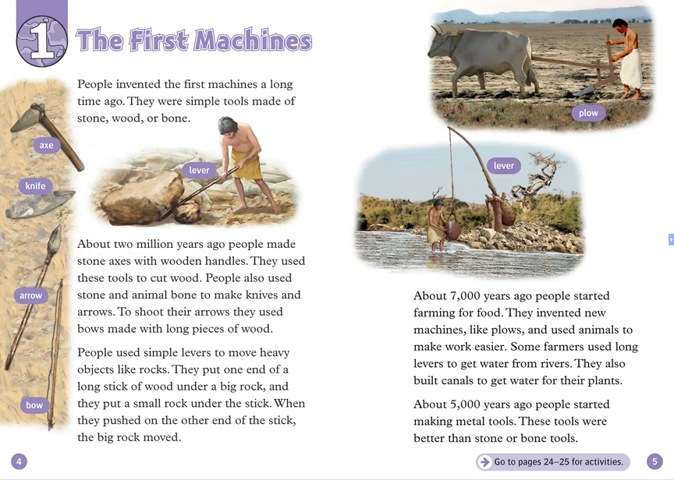 1 The First Machines
People invented the first machines a long
time ago. They were simple tools made of
stone, wood, or bone.
axe
knife
arrow
bow
lever
About two million years ago people made
stone axes with wooden handles. They used
these tools to cut wood. People also used
stone and animal bone to make knives and
arrows. To shoot their arrows they used
bows made with long pieces of wood.
People used simple levers to move heavy
objects like rocks. They put one end of a
long stick of wood under a big rock, and
they put a small rock under the stick. When
they pushed on the other end of the stick,
the big rock moved.
4
plow
lever
About 7,000 years ago people started
farming for food. They invented new
machines, like plows, and used animals to
make work easier. Some farmers used long
levers to get water from rivers. They also
built canals to get water for their plants.
About 5,000 years ago people started
making metal tools. These tools were
better than stone or bone tools.
Go to pages 24–25 for activities.
5